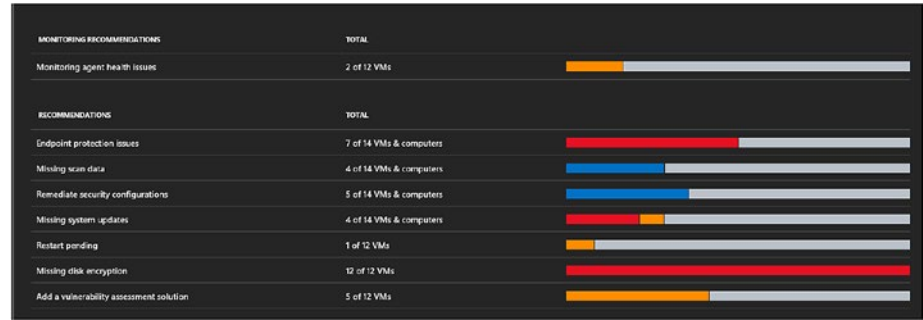 MONITORING RECOMMENDATIONS TOTAL
Monitoring agent health issues 2 of 12 VMs
RECOMMENDATIONS TOTAL
Endpoint protection issues 7 of 14 VMs & computers
Missing scan data 4 of 14 VMs & computers
Remediate security configurations 5 of 14 VMs & computers
Missing system updates 4 of 14 VMs & computers
Restart pending 1 of 12 VMs
Missing disk encryption 12 of 12 VMs
Add a vulnerability assessment solution 5 of 12 VMs